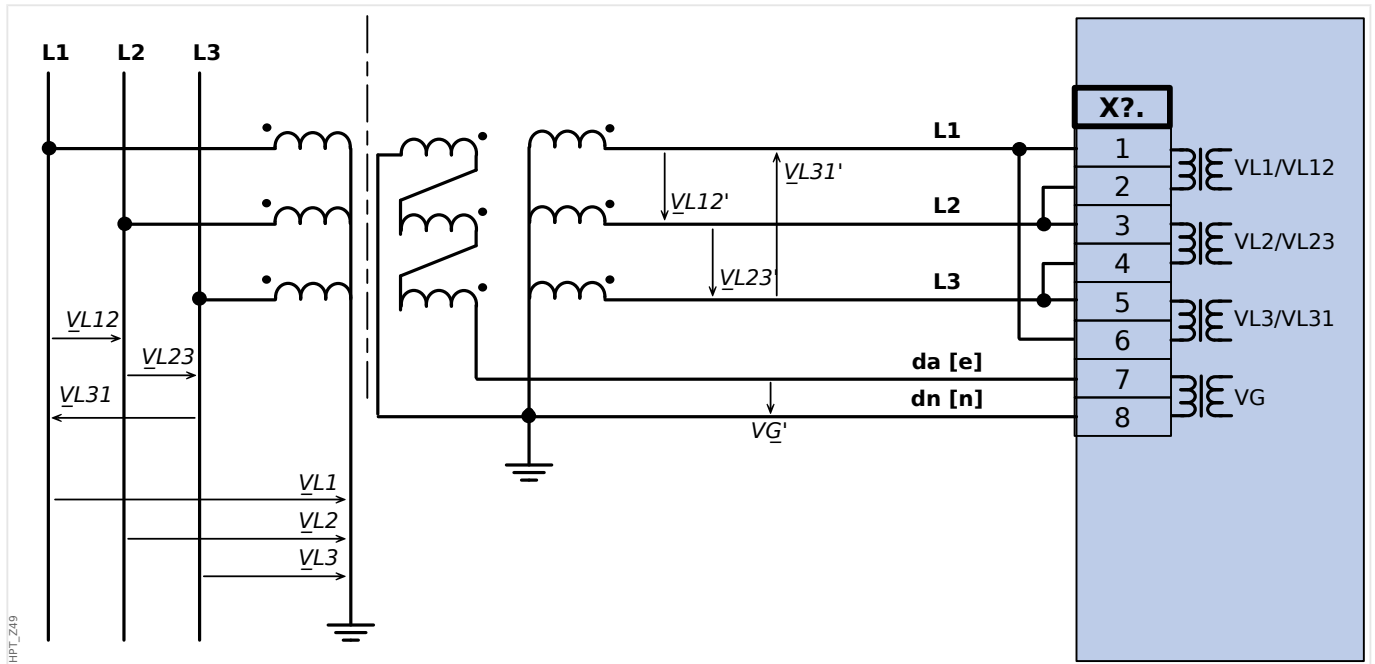 L1 L2 L3
X?.
L1
1
VL1/VL12
VL31'
2
VL12'
L2
3
VL2/VL23
4
VL23'
L3
5
VL3/VL31
VL12
6
VL23
da [e]
7
VL31
dn [n]
VG
8
VG'
VL1
VL2
VL3
HPT_Z49